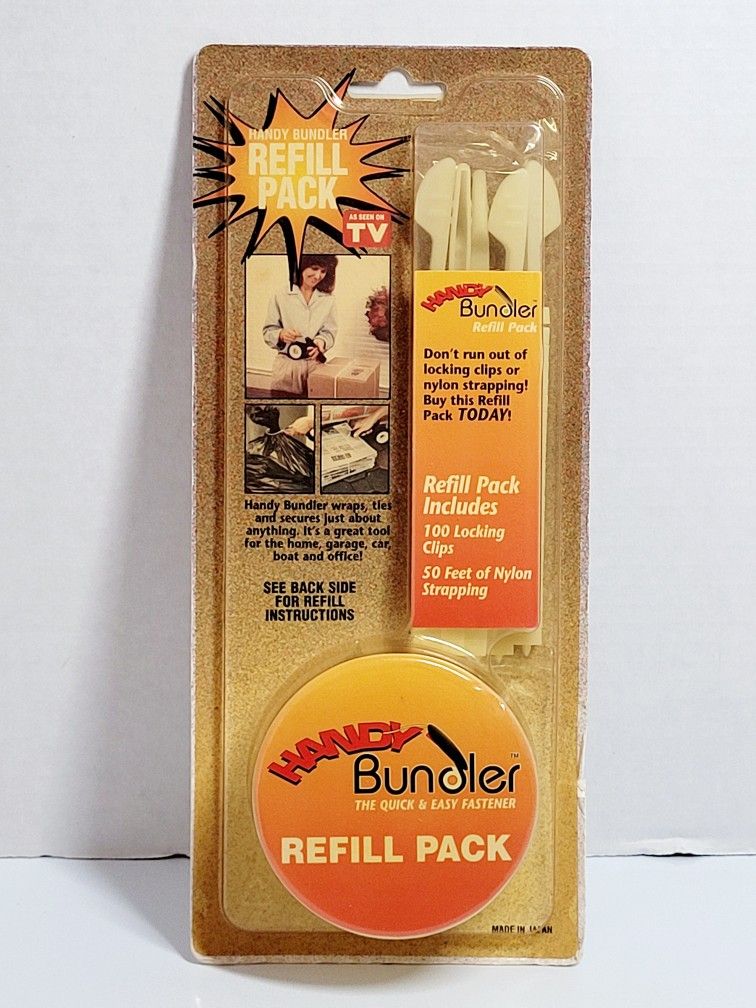 HANDY BUNDLER
REFILL
PACK
AS SEEN ON
TV
HANDY
Bundler™
Refill Pack
Don't run out of
locking clips or
nylon strapping!
Buy this Refill
Pack TODAY!
Refill Pack
Includes
100 Locking
Clips
50 Feet of Nylon
Strapping
Handy Bundler wraps, ties
and secures just about
anything. It's a great tool
for the home, garage, car,
boat and office!
SEE BACK SIDE
FOR REFILL
INSTRUCTIONS
HANDY
Bundler™
THE QUICK & EASY FASTENER
REFILL PACK
MADE IN JAPAN